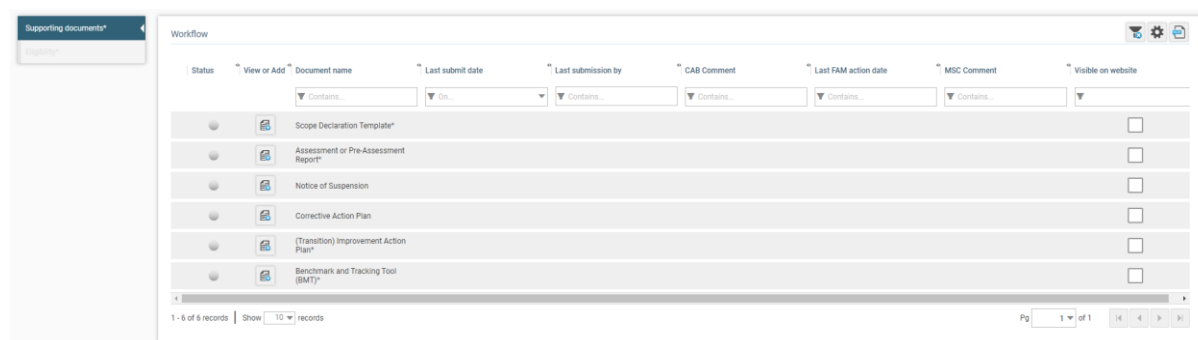 Supporting documents*
Eligibility*
Workflow
Status View or Add Document name Last submit date Last submission by CAB Comment Last FAM action date MSC Comment Visible on website
Contains... On... Contains... Contains... Contains... Contains...
Scope Declaration Template*
Assessment or Pre-Assessment
Report*
Notice of Suspension
Corrective Action Plan
(Transition) Improvement Action
Plan*
Benchmark and Tracking Tool
(BMT)*
1 - 6 of 6 records Show 10 records Pg 1 of 1